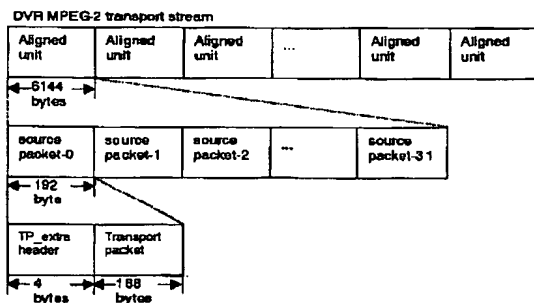 DVR MPEG-2 transport stream
Aligned unit
Aligned unit
Aligned unit
...
Aligned unit
Aligned unit
6144 bytes
source packet-0
source packet-1
source packet-2
...
source packet-31
192 byte
TP_extra header
Transport packet
4 bytes
188 bytes